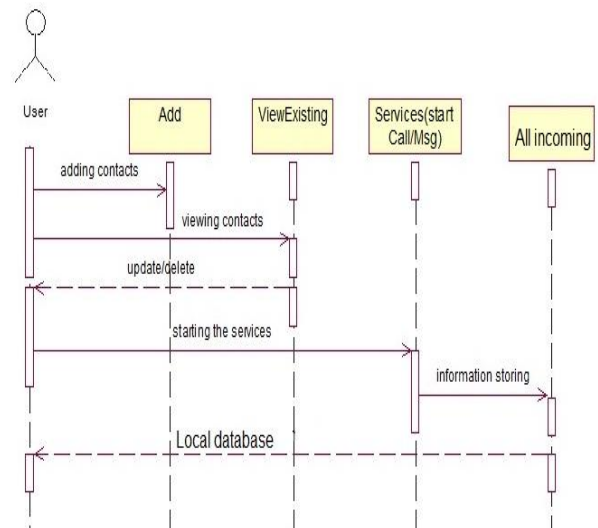 User
Add
ViewExisting
Services(start
Call/Msg)
All incoming
adding contacts
viewing contacts
update/delete
starting the services
information storing
Local database